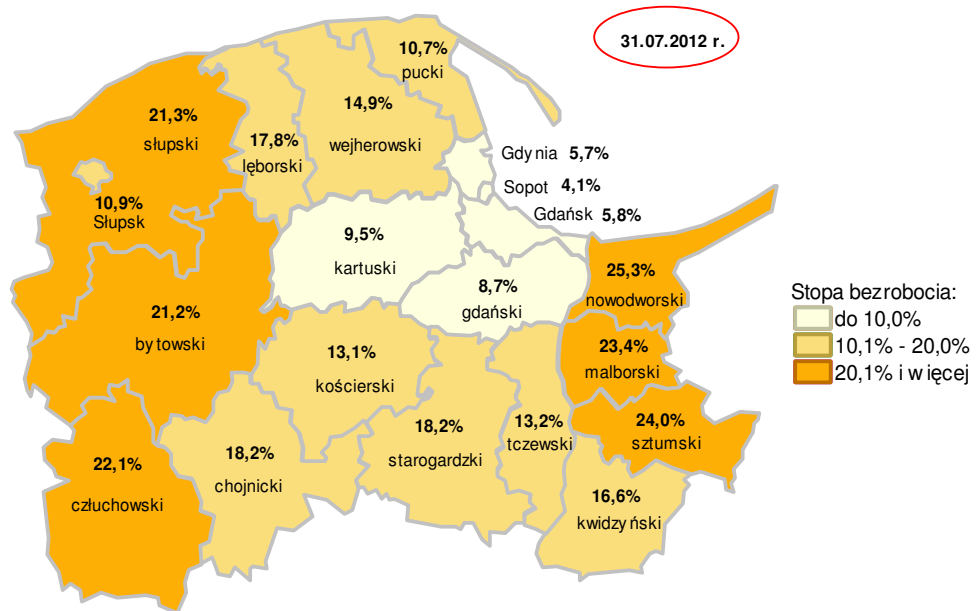 31.07.2012 r.
10,7%
pucki
14,9%
wejherowski
21,3%
słupski
17,8%
lęborski
Gdynia 5,7%
Sopot 4,1%
Gdańsk 5,8%
10,9%
Słupsk
9,5%
kartuski
25,3%
nowodworski
8,7%
gdański
21,2%
bytowski
Stopa bezrobocia:
do 10,0%
10,1% - 20,0%
20,1% i więcej
13,1%
kościerski
23,4%
malborski
18,2%
starogardzki
13,2%
tczewski
24,0%
sztumski
22,1%
człuchowski
18,2%
chojnicki
16,6%
kwidzyński